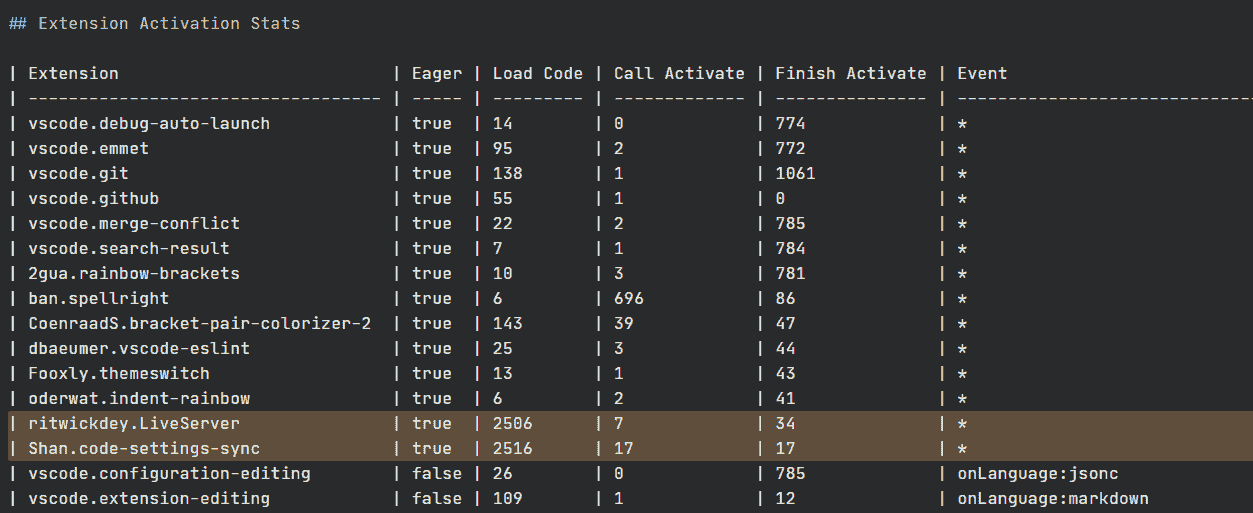 ## Extension Activation Stats
| Extension | Eager | Load Code | Call Activate | Finish Activate | Event
| ----------------------------------- | ----- | --------- | ------------- | --------------- | -----------------------------
| vscode.debug-auto-launch | true | 14 | 0 | 774 | *
| vscode.emmet | true | 95 | 2 | 772 | *
| vscode.git | true | 138 | 1 | 1061 | *
| vscode.github | true | 55 | 1 | 0 | *
| vscode.merge-conflict | true | 22 | 2 | 785 | *
| vscode.search-result | true | 7 | 1 | 784 | *
| 2gua.rainbow-brackets | true | 10 | 3 | 781 | *
| ban.spellright | true | 6 | 696 | 86 | *
| CoenraadS.bracket-pair-colorizer-2 | true | 143 | 39 | 47 | *
| dbaeumer.vscode-eslint | true | 25 | 3 | 44 | *
| Fooxly.themeswitch | true | 13 | 1 | 43 | *
| oderwat.indent-rainbow | true | 6 | 2 | 41 | *
| ritwickdey.LiveServer | true | 2506 | 7 | 34 | *
| Shan.code-settings-sync | true | 2516 | 17 | 17 | *
| vscode.configuration-editing | false | 26 | 0 | 785 | onLanguage:jsonc
| vscode.extension-editing | false | 109 | 1 | 12 | onLanguage:markdown